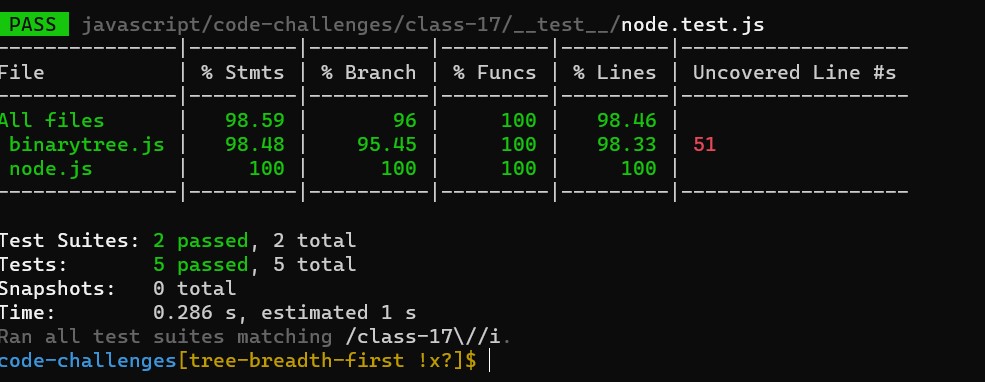 PASS javascript/code-challenges/class-17/__test__/node.test.js
---------------|---------|----------|---------|---------|-------------------
File | % Stmts | % Branch | % Funcs | % Lines | Uncovered Line #s
---------------|---------|----------|---------|---------|-------------------
All files | 98.59 | 96 | 100 | 98.46 |
binarytree.js | 98.48 | 95.45 | 100 | 98.33 | 51
node.js | 100 | 100 | 100 | 100 |
---------------|---------|----------|---------|---------|-------------------
Test Suites: 2 passed, 2 total
Tests: 5 passed, 5 total
Snapshots: 0 total
Time: 0.286 s, estimated 1 s
Ran all test suites matching /class-17\//i.
code-challenges[tree-breadth-first !x?]$